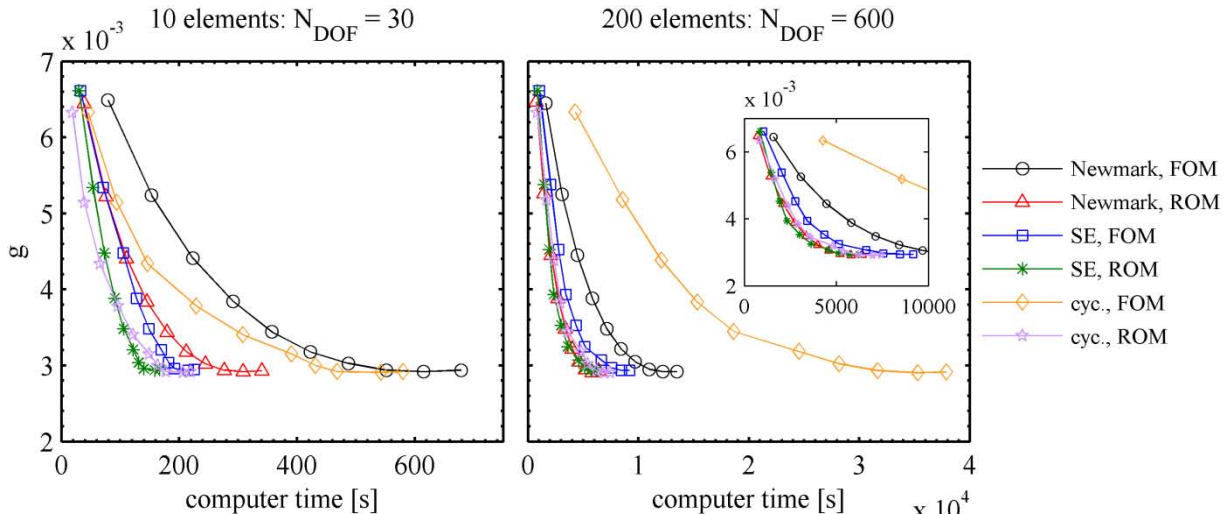 10 elements: N_DOF = 30
200 elements: N_DOF = 600
x 10⁻³
7
6
5
4
3
2
g
0
200
400
600
computer time [s]
x 10⁻³
6
4
2
0
5000
10000
0
1
2
3
4
computer time [s]
x 10⁴
Newmark, FOM
Newmark, ROM
SE, FOM
SE, ROM
cyc., FOM
cyc., ROM